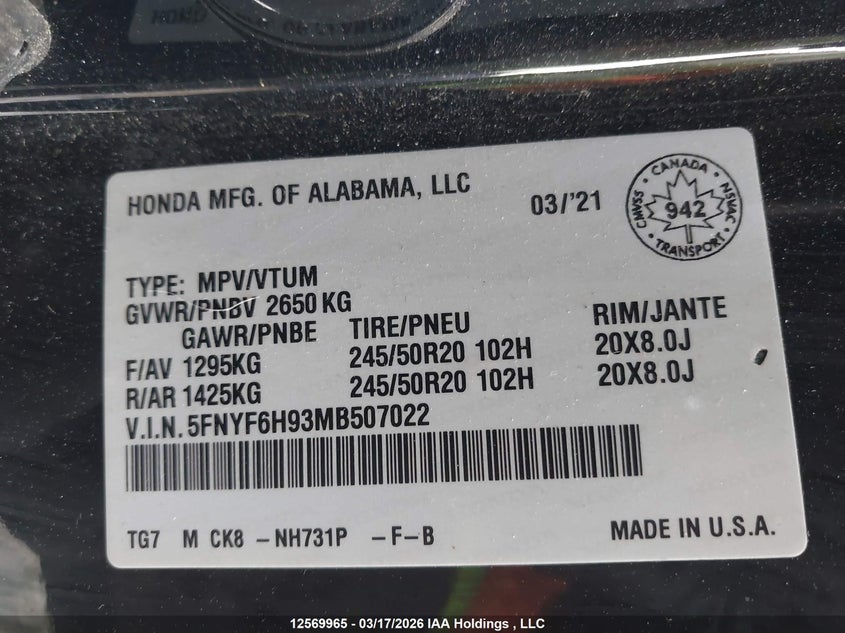 HONDA MFG. OF ALABAMA, LLC
03/'21
CANADA
CMVSS
NSVAC
942
TRANSPORT
TYPE: MPV/VTUM
GVWR/PNBV 2650 KG
GAWR/PNBE TIRE/PNEU RIM/JANTE
F/AV 1295KG 245/50R20 102H 20X8.0J
R/AR 1425KG 245/50R20 102H 20X8.0J
V.I.N. 5FNYF6H93MB507022
TG7 M CK8 -NH731P -F-B MADE IN U.S.A.
12569965 - 03/17/2026 IAA Holdings , LLC